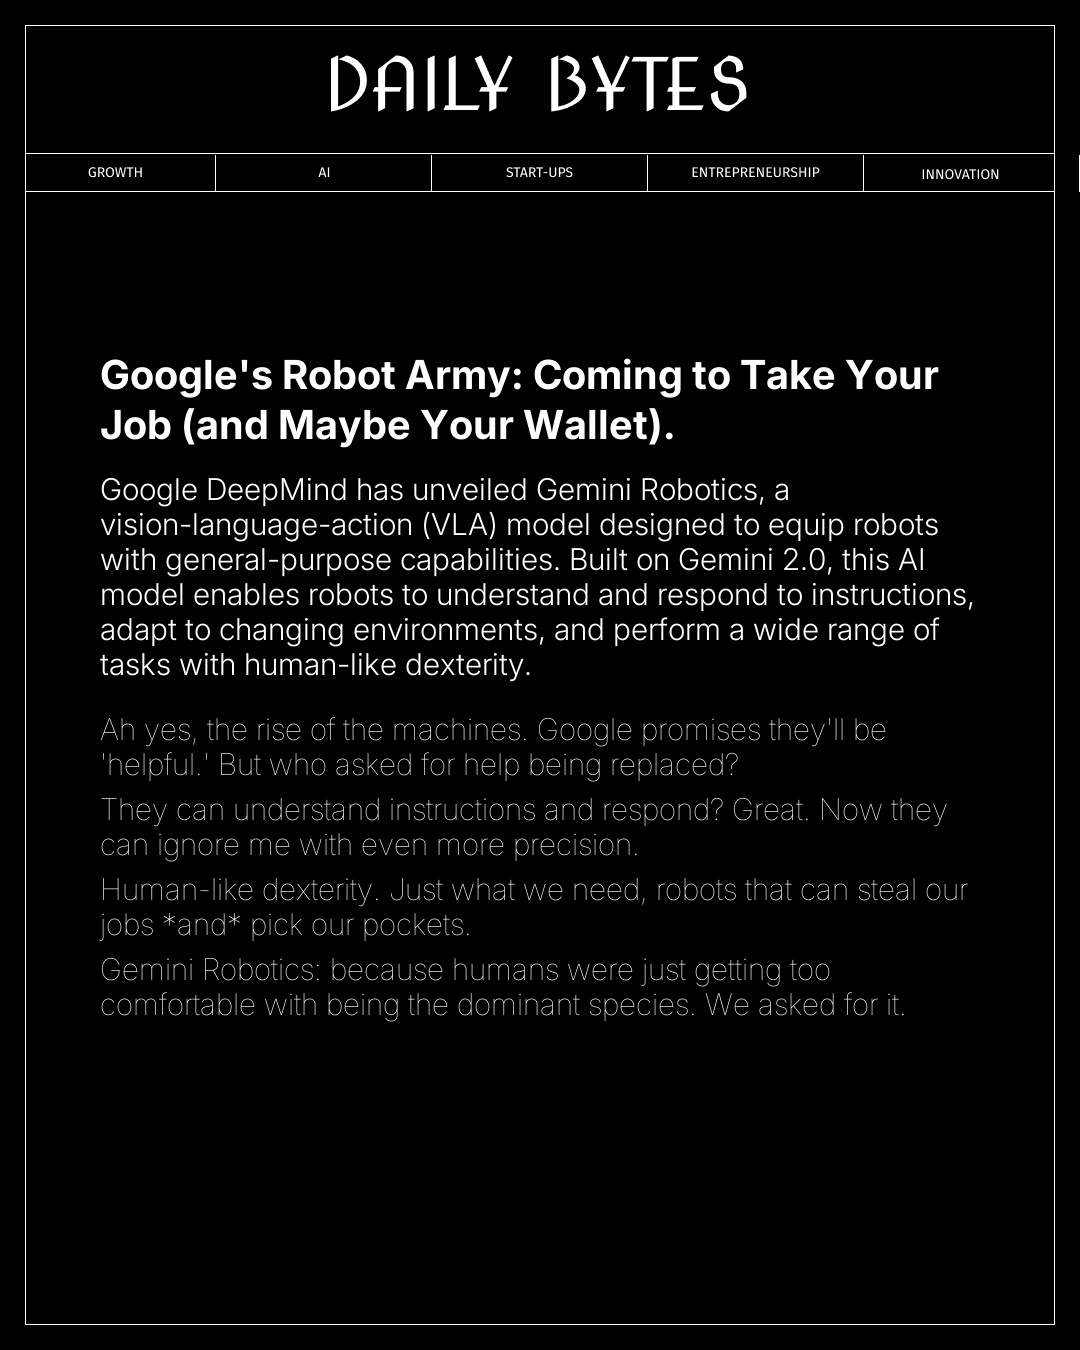 DAILY BYTES
GROWTH
AI
START-UPS
ENTREPRENEURSHIP
INNOVATION
Google's Robot Army: Coming to Take Your
Job (and Maybe Your Wallet).
Google DeepMind has unveiled Gemini Robotics, a
vision-language-action (VLA) model designed to equip robots
with general-purpose capabilities. Built on Gemini 2.0, this AI
model enables robots to understand and respond to instructions,
adapt to changing environments, and perform a wide range of
tasks with human-like dexterity.
Ah yes, the rise of the machines. Google promises they'll be
'helpful.' But who asked for help being replaced?
They can understand instructions and respond? Great. Now they
can ignore me with even more precision.
Human-like dexterity. Just what we need, robots that can steal our
jobs *and* pick our pockets.
Gemini Robotics: because humans were just getting too
comfortable with being the dominant species. We asked for it.